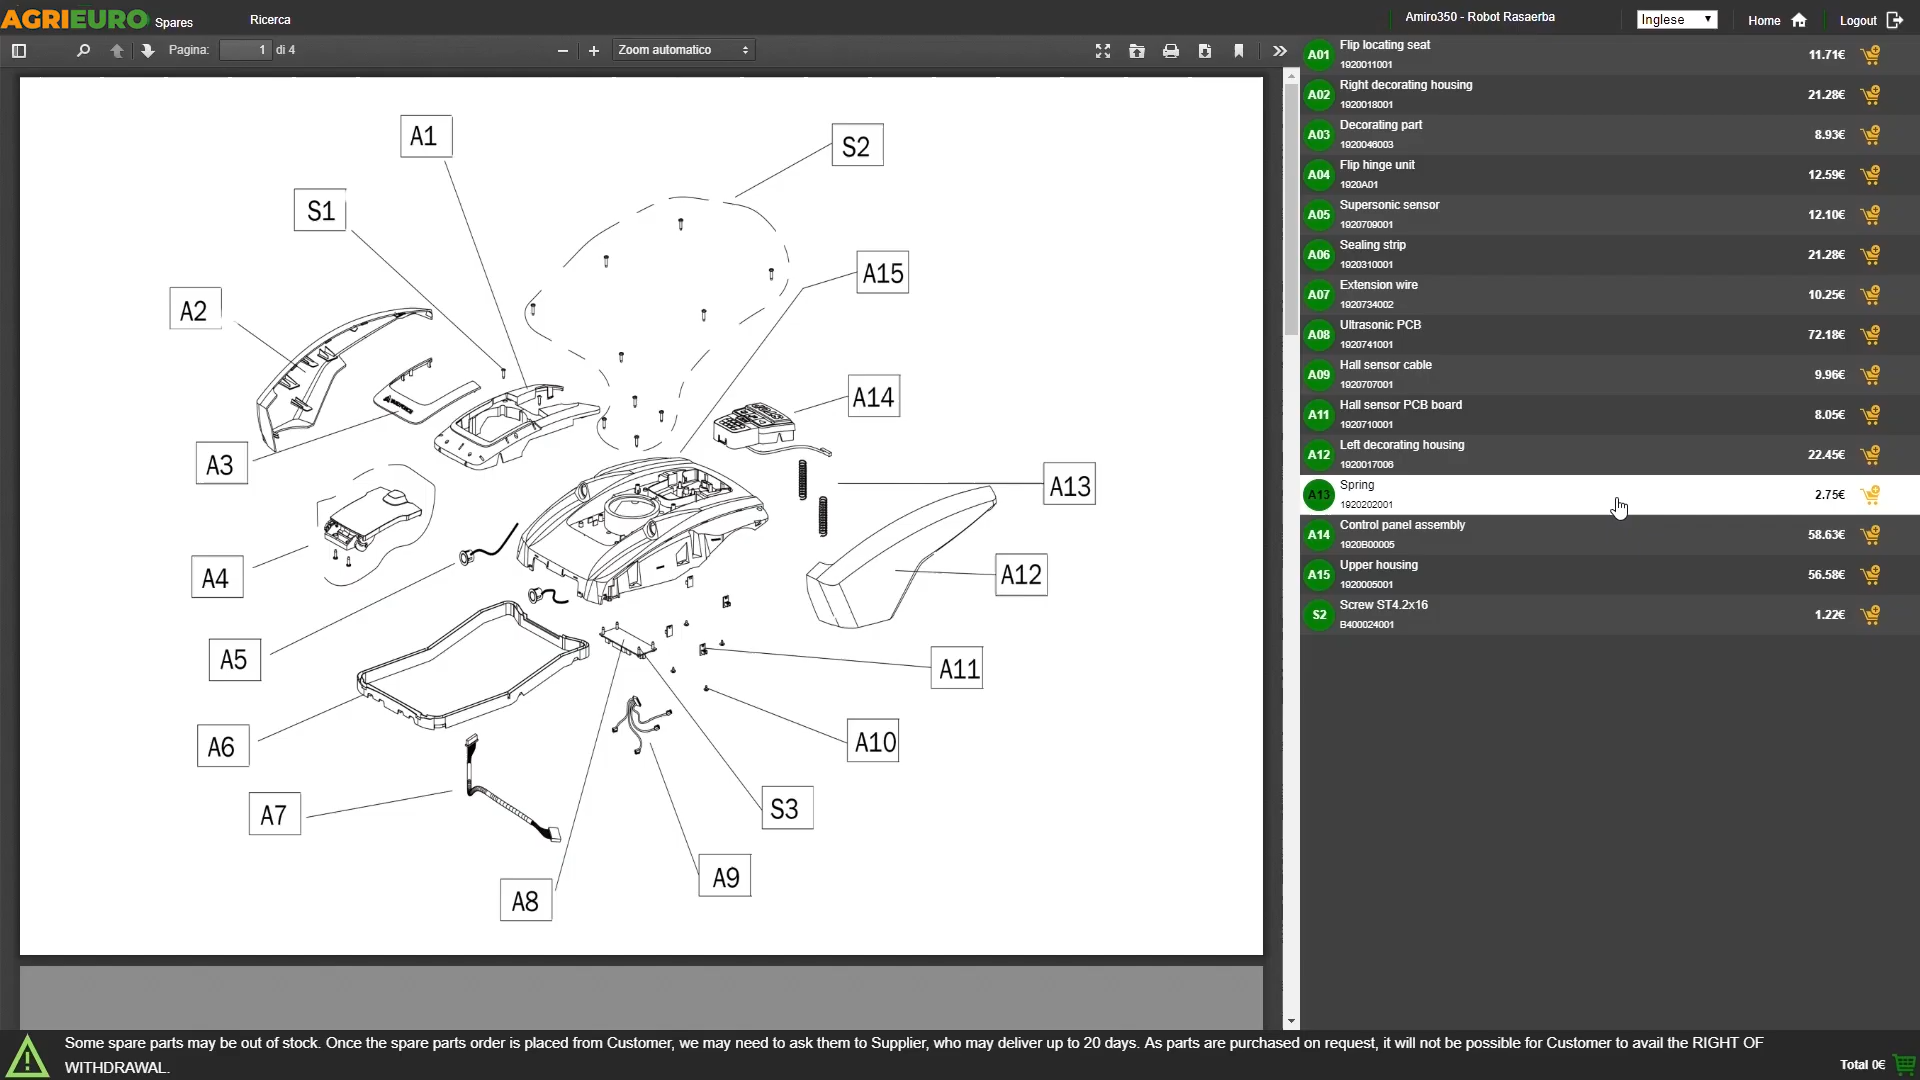 AGRIEURO Spares
Ricerca
Amiro350 - Robot Rasaerba
Inglese
Home
Logout
Pagina: 1 di 4
Zoom automatico
A1
S2
S1
A15
A2
A14
A3
A13
A4
A12
A5
A11
A6
A10
A7
S3
A9
A8
A01 Flip locating seat 11.71€
1920011001
A02 Right decorating housing 21.28€
1920018001
A03 Decorating part 8.93€
1920046003
A04 Flip hinge unit 12.59€
1920A01
A05 Supersonic sensor 12.10€
1920709001
A06 Sealing strip 21.28€
1920310001
A07 Extension wire 10.25€
1920734002
A08 Ultrasonic PCB 72.18€
1920741001
A09 Hall sensor cable 9.96€
1920707001
A11 Hall sensor PCB board 8.05€
1920710001
A12 Left decorating housing 22.45€
1920017006
A13 Spring 2.75€
1920202001
A14 Control panel assembly 58.63€
1920B00005
A15 Upper housing 56.58€
1920005001
S2 Screw ST4.2x16 1.22€
B400024001
Some spare parts may be out of stock. Once the spare parts order is placed from Customer, we may need to ask them to Supplier, who may deliver up to 20 days. As parts are purchased on request, it will not be possible for Customer to avail the RIGHT OF
WITHDRAWAL.
Total 0€